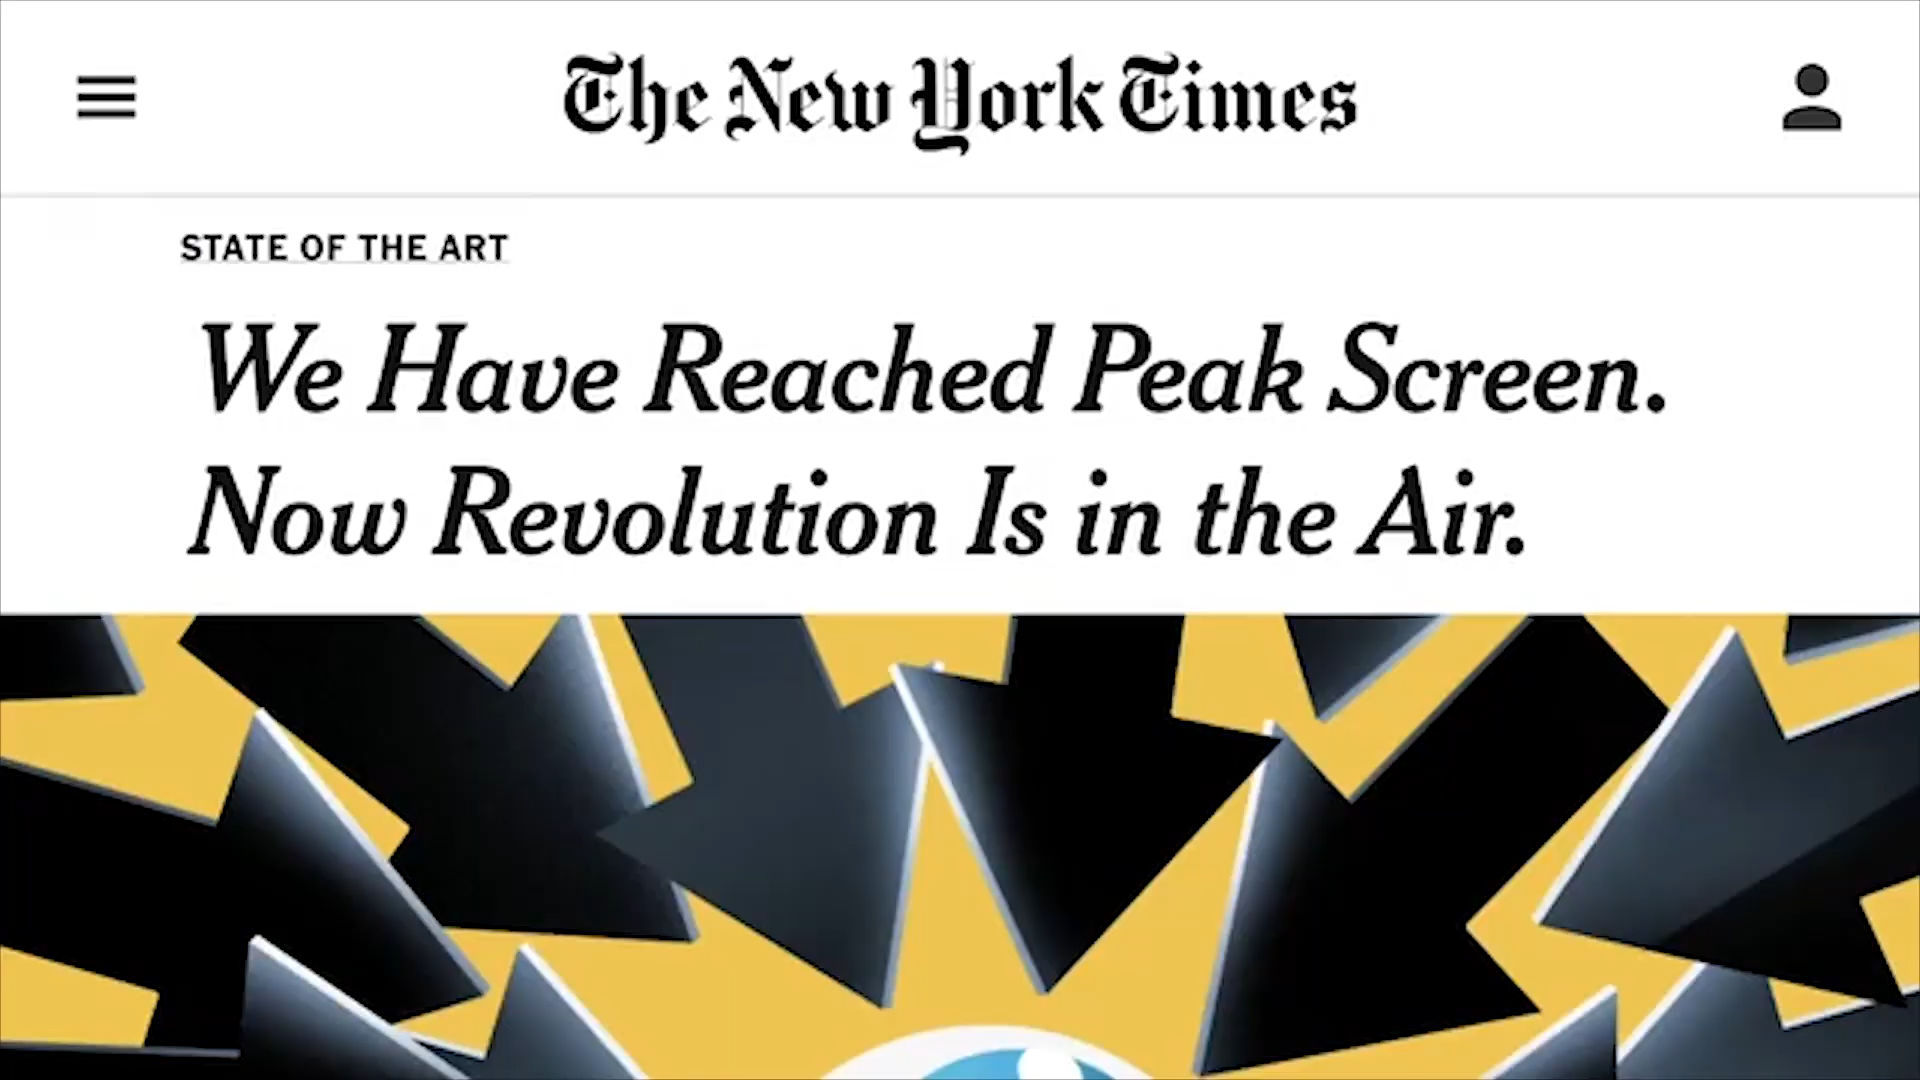 The New York Times
STATE OF THE ART
We Have Reached Peak Screen.
Now Revolution Is in the Air.